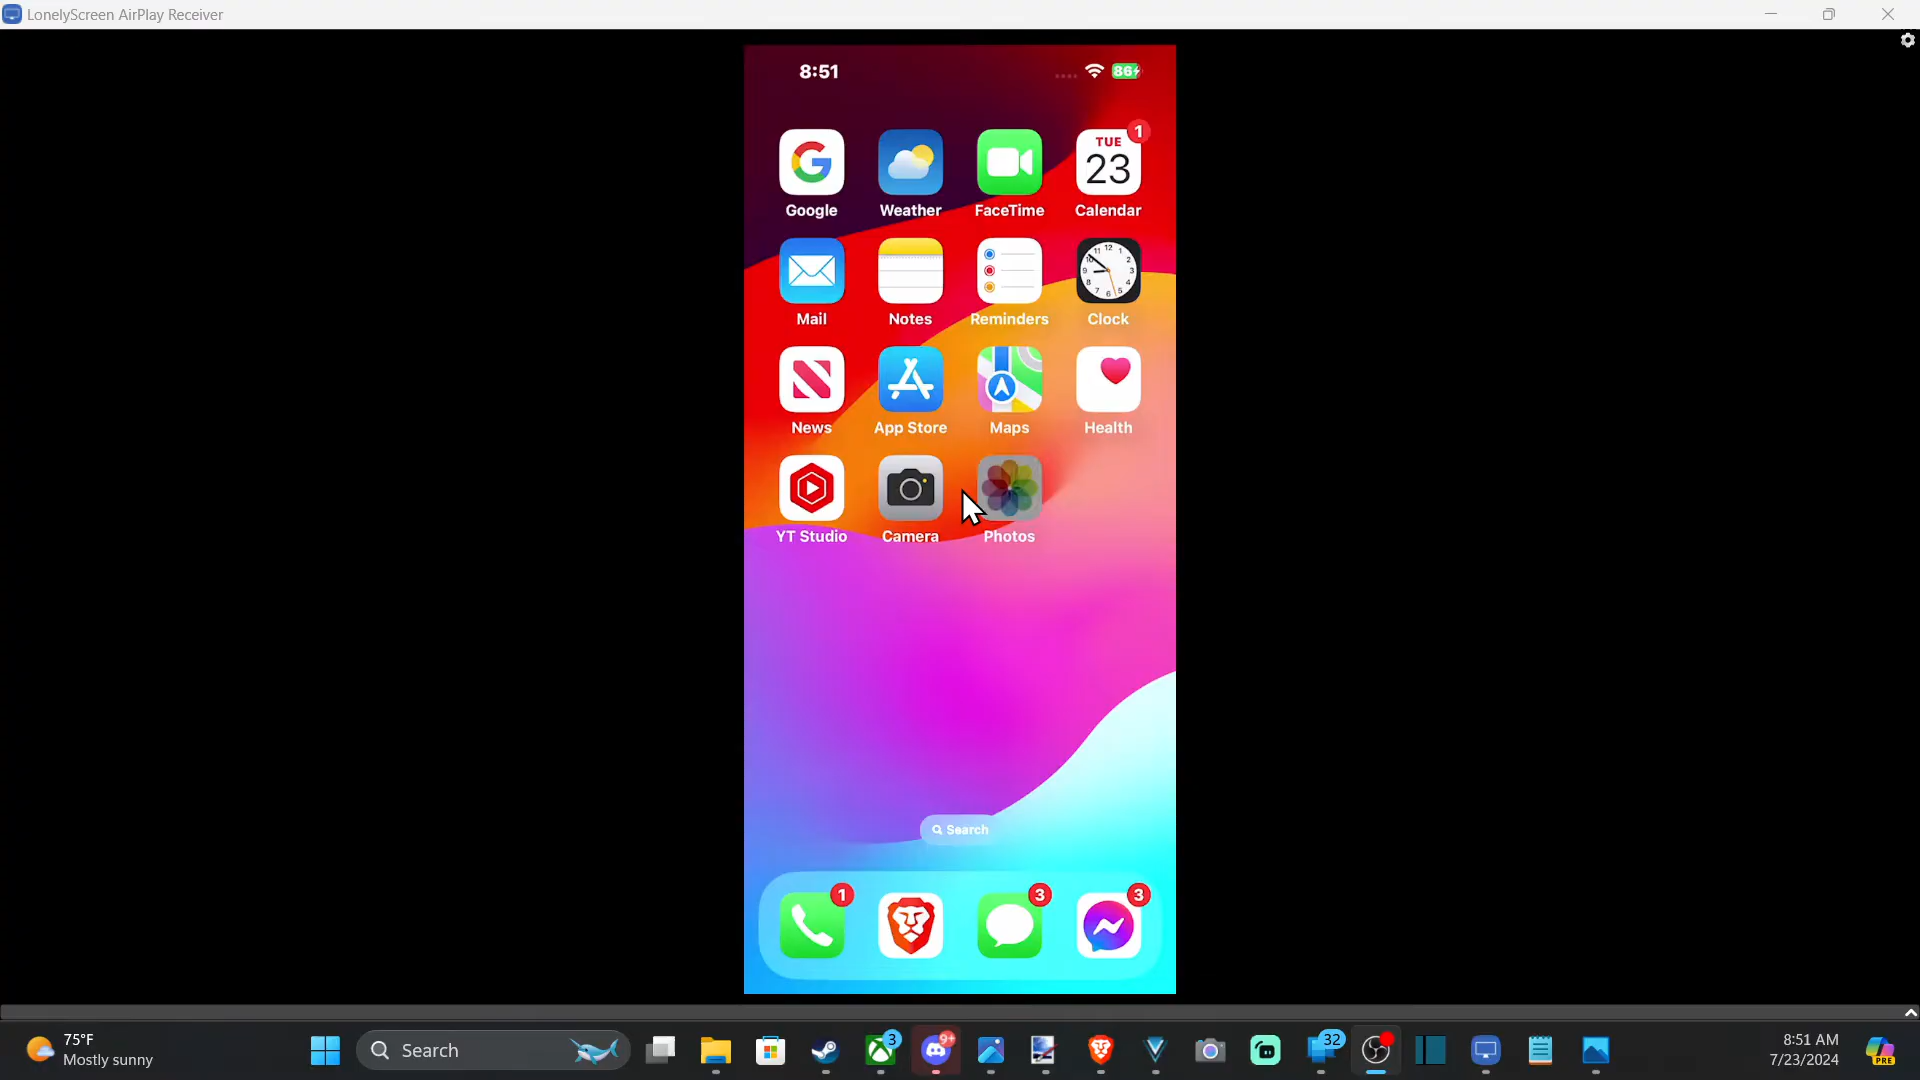 LonelyScreen AirPlay Receiver
8:51
86
1
TUE
23
Google Weather FaceTime Calendar
Mail Notes Reminders Clock
News App Store Maps Health
YT Studio Camera Photos
Search
1 3 3
75°F
Mostly sunny
Search
3
9+
32
8:51 AM
7/23/2024
PRE